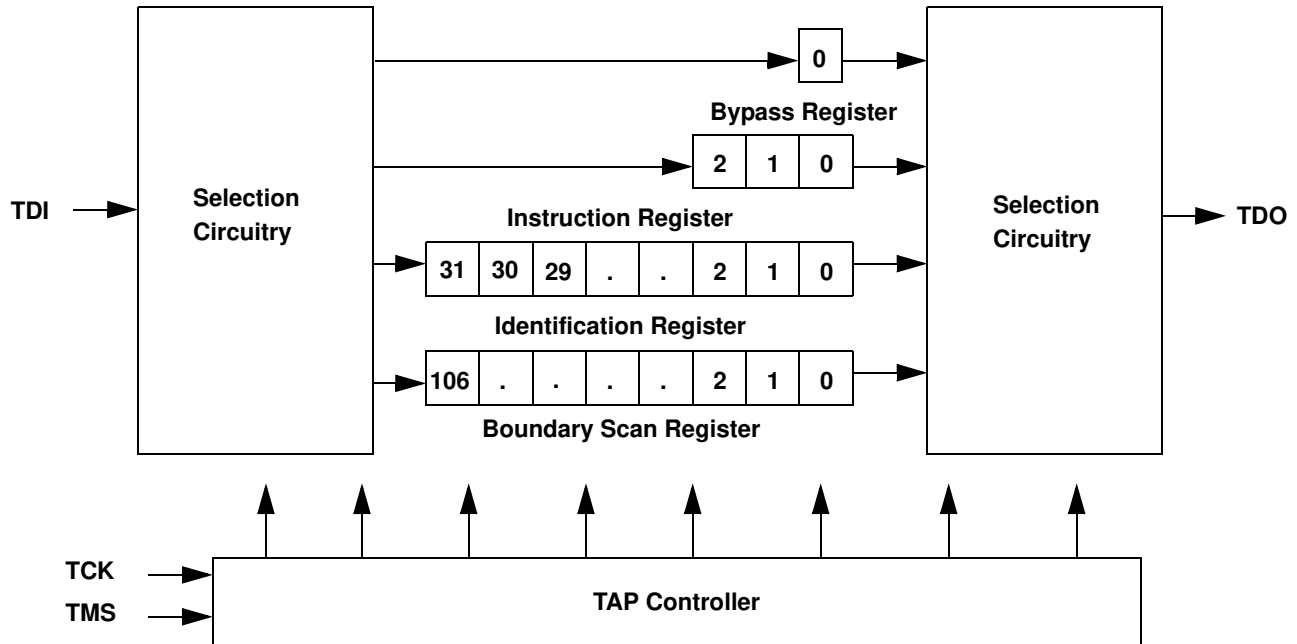 0
Bypass Register
2 1 0
Selection
Circuitry
Selection
Circuitry
TDI
TDO
Instruction Register
31 30 29 . . 2 1 0
Identification Register
106 . . . . 2 1 0
Boundary Scan Register
TCK
TMS
TAP Controller